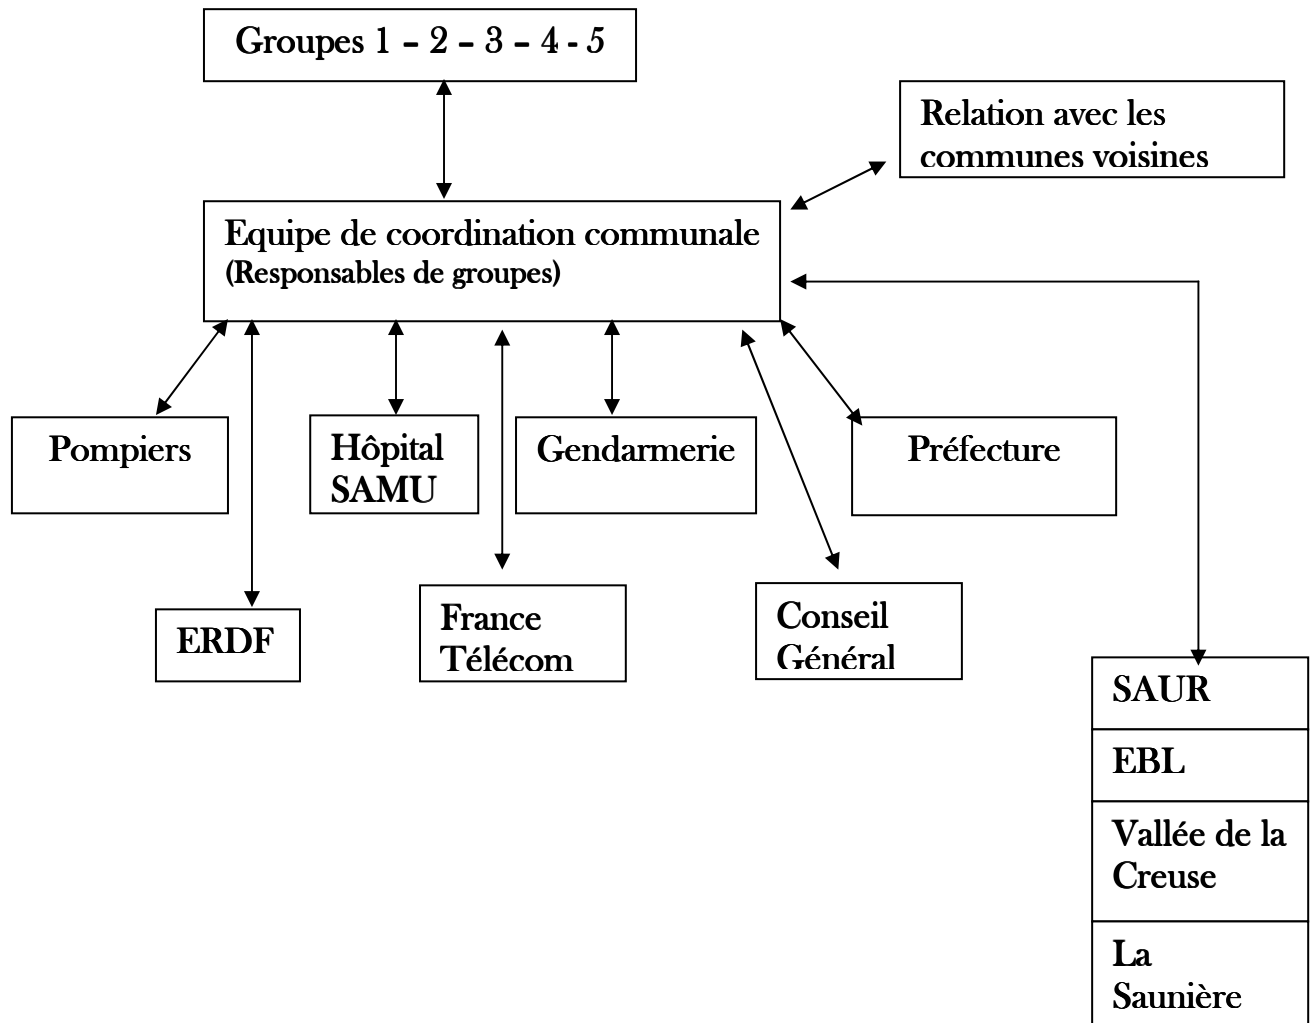 Groupes 1 – 2 – 3 – 4 - 5
Relation avec les
communes voisines
Equipe de coordination communale
(Responsables de groupes)
Pompiers
Hôpital
SAMU
Gendarmerie
Préfecture
ERDF
France
Télécom
Conseil
Général
SAUR
EBL
Vallée de la
Creuse
La
Saunière